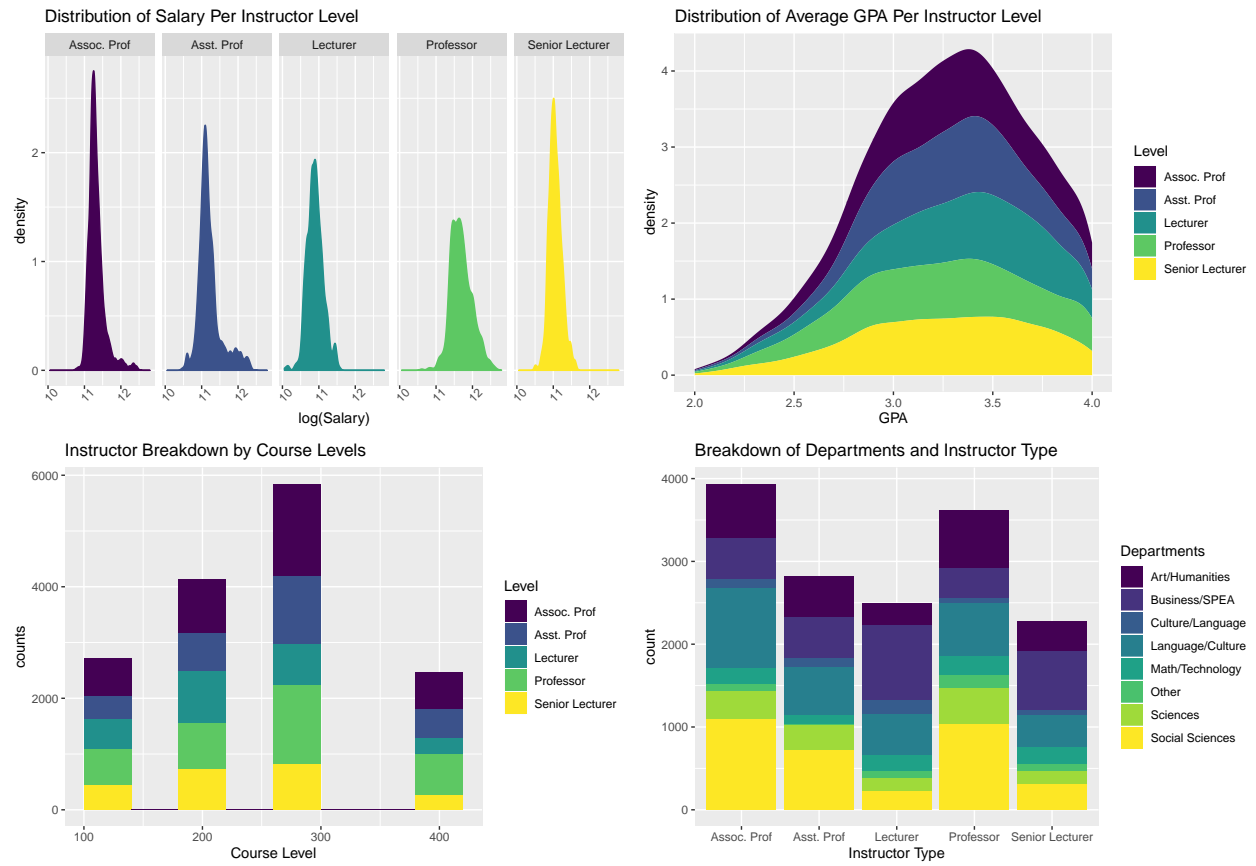 Distribution of Salary Per Instructor Level
Assoc. Prof
Asst. Prof
Lecturer
Professor
Senior Lecturer
density
2
1
0
10 11 12
10 11 12
10 11 12
10 11 12
10 11 12
log(Salary)
Distribution of Average GPA Per Instructor Level
density
4
3
2
1
0
2.0 2.5 3.0 3.5 4.0
GPA
Level
Assoc. Prof
Asst. Prof
Lecturer
Professor
Senior Lecturer
Instructor Breakdown by Course Levels
counts
6000
4000
2000
0
100 200 300 400
Course Level
Level
Assoc. Prof
Asst. Prof
Lecturer
Professor
Senior Lecturer
Breakdown of Departments and Instructor Type
count
4000
3000
2000
1000
0
Assoc. Prof Asst. Prof Lecturer Professor Senior Lecturer
Instructor Type
Departments
Art/Humanities
Business/SPEA
Culture/Language
Language/Culture
Math/Technology
Other
Sciences
Social Sciences